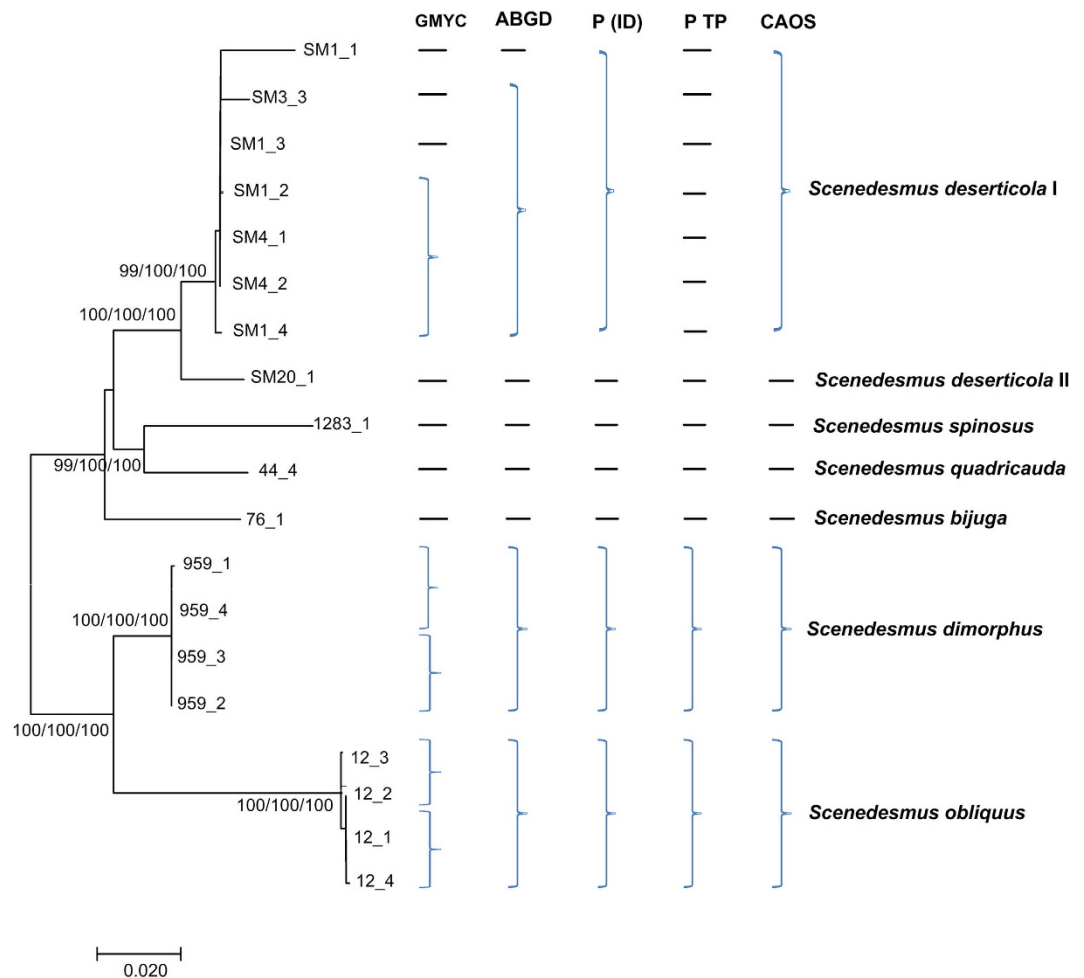 GMYC ABGD P (ID) P TP CAOS
SM1_1
SM3_3
SM1_3
SM1_2
Scenedesmus deserticola I
SM4_1
99/100/100
SM4_2
100/100/100
SM1_4
SM20_1
Scenedesmus deserticola II
1283_1
Scenedesmus spinosus
99/100/100
44_4
Scenedesmus quadricauda
76_1
Scenedesmus bijuga
959_1
959_4
100/100/100
Scenedesmus dimorphus
959_3
959_2
100/100/100
12_3
12_2
100/100/100
Scenedesmus obliquus
12_1
12_4
0.020